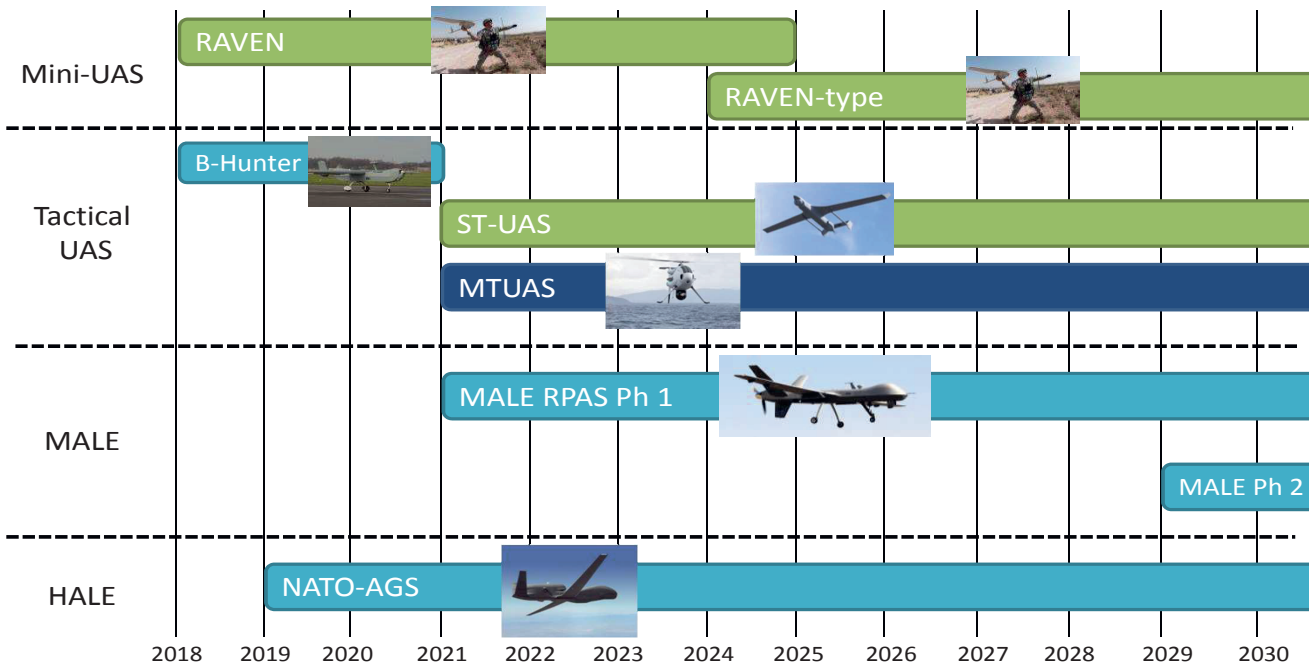 RAVEN
Mini-UAS
RAVEN-type
B-Hunter
Tactical
UAS
ST-UAS
MTUAS
MALE RPAS Ph 1
MALE
MALE Ph 2
NATO-AGS
HALE
2018 2019 2020 2021 2022 2023 2024 2025 2026 2027 2028 2029 2030